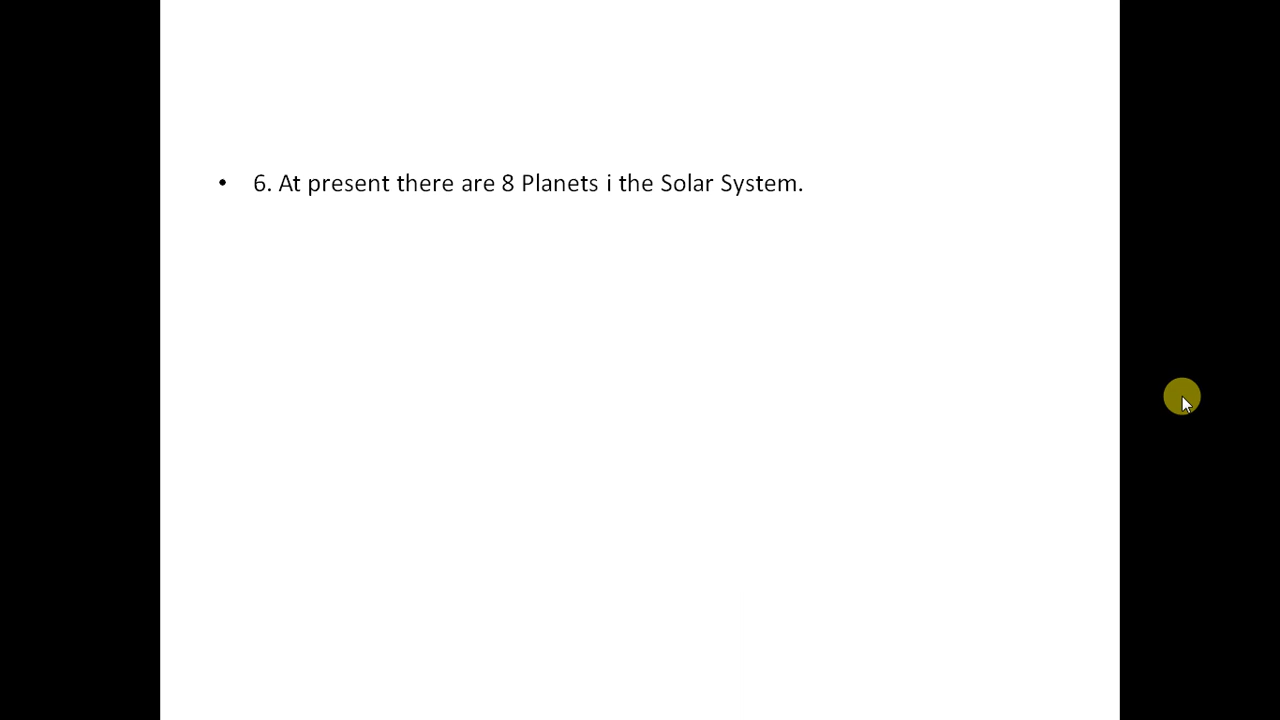 • 6. At present there are 8 Planets i the Solar System.